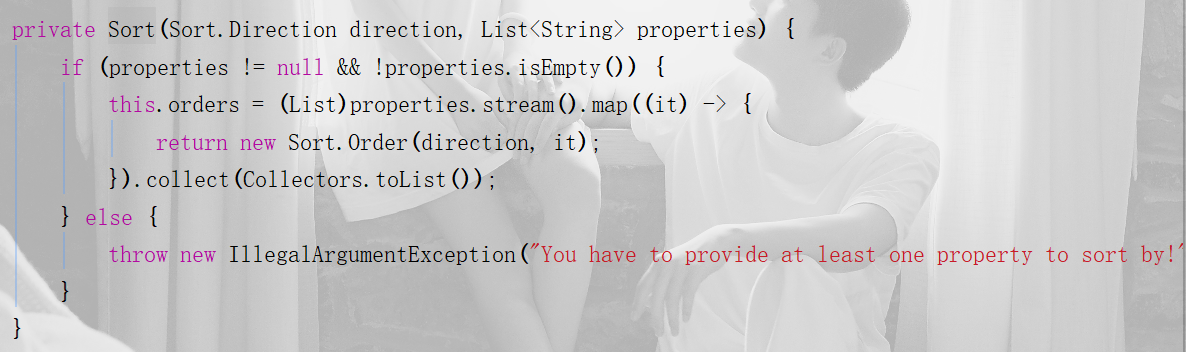 private Sort(Sort.Direction direction, List<String> properties) {
    if (properties != null && !properties.isEmpty()) {
        this.orders = (List)properties.stream().map((it) -> {
            return new Sort.Order(direction, it);
        }).collect(Collectors.toList());
    } else {
        throw new IllegalArgumentException("You have to provide at least one property to sort by!"
    }
}